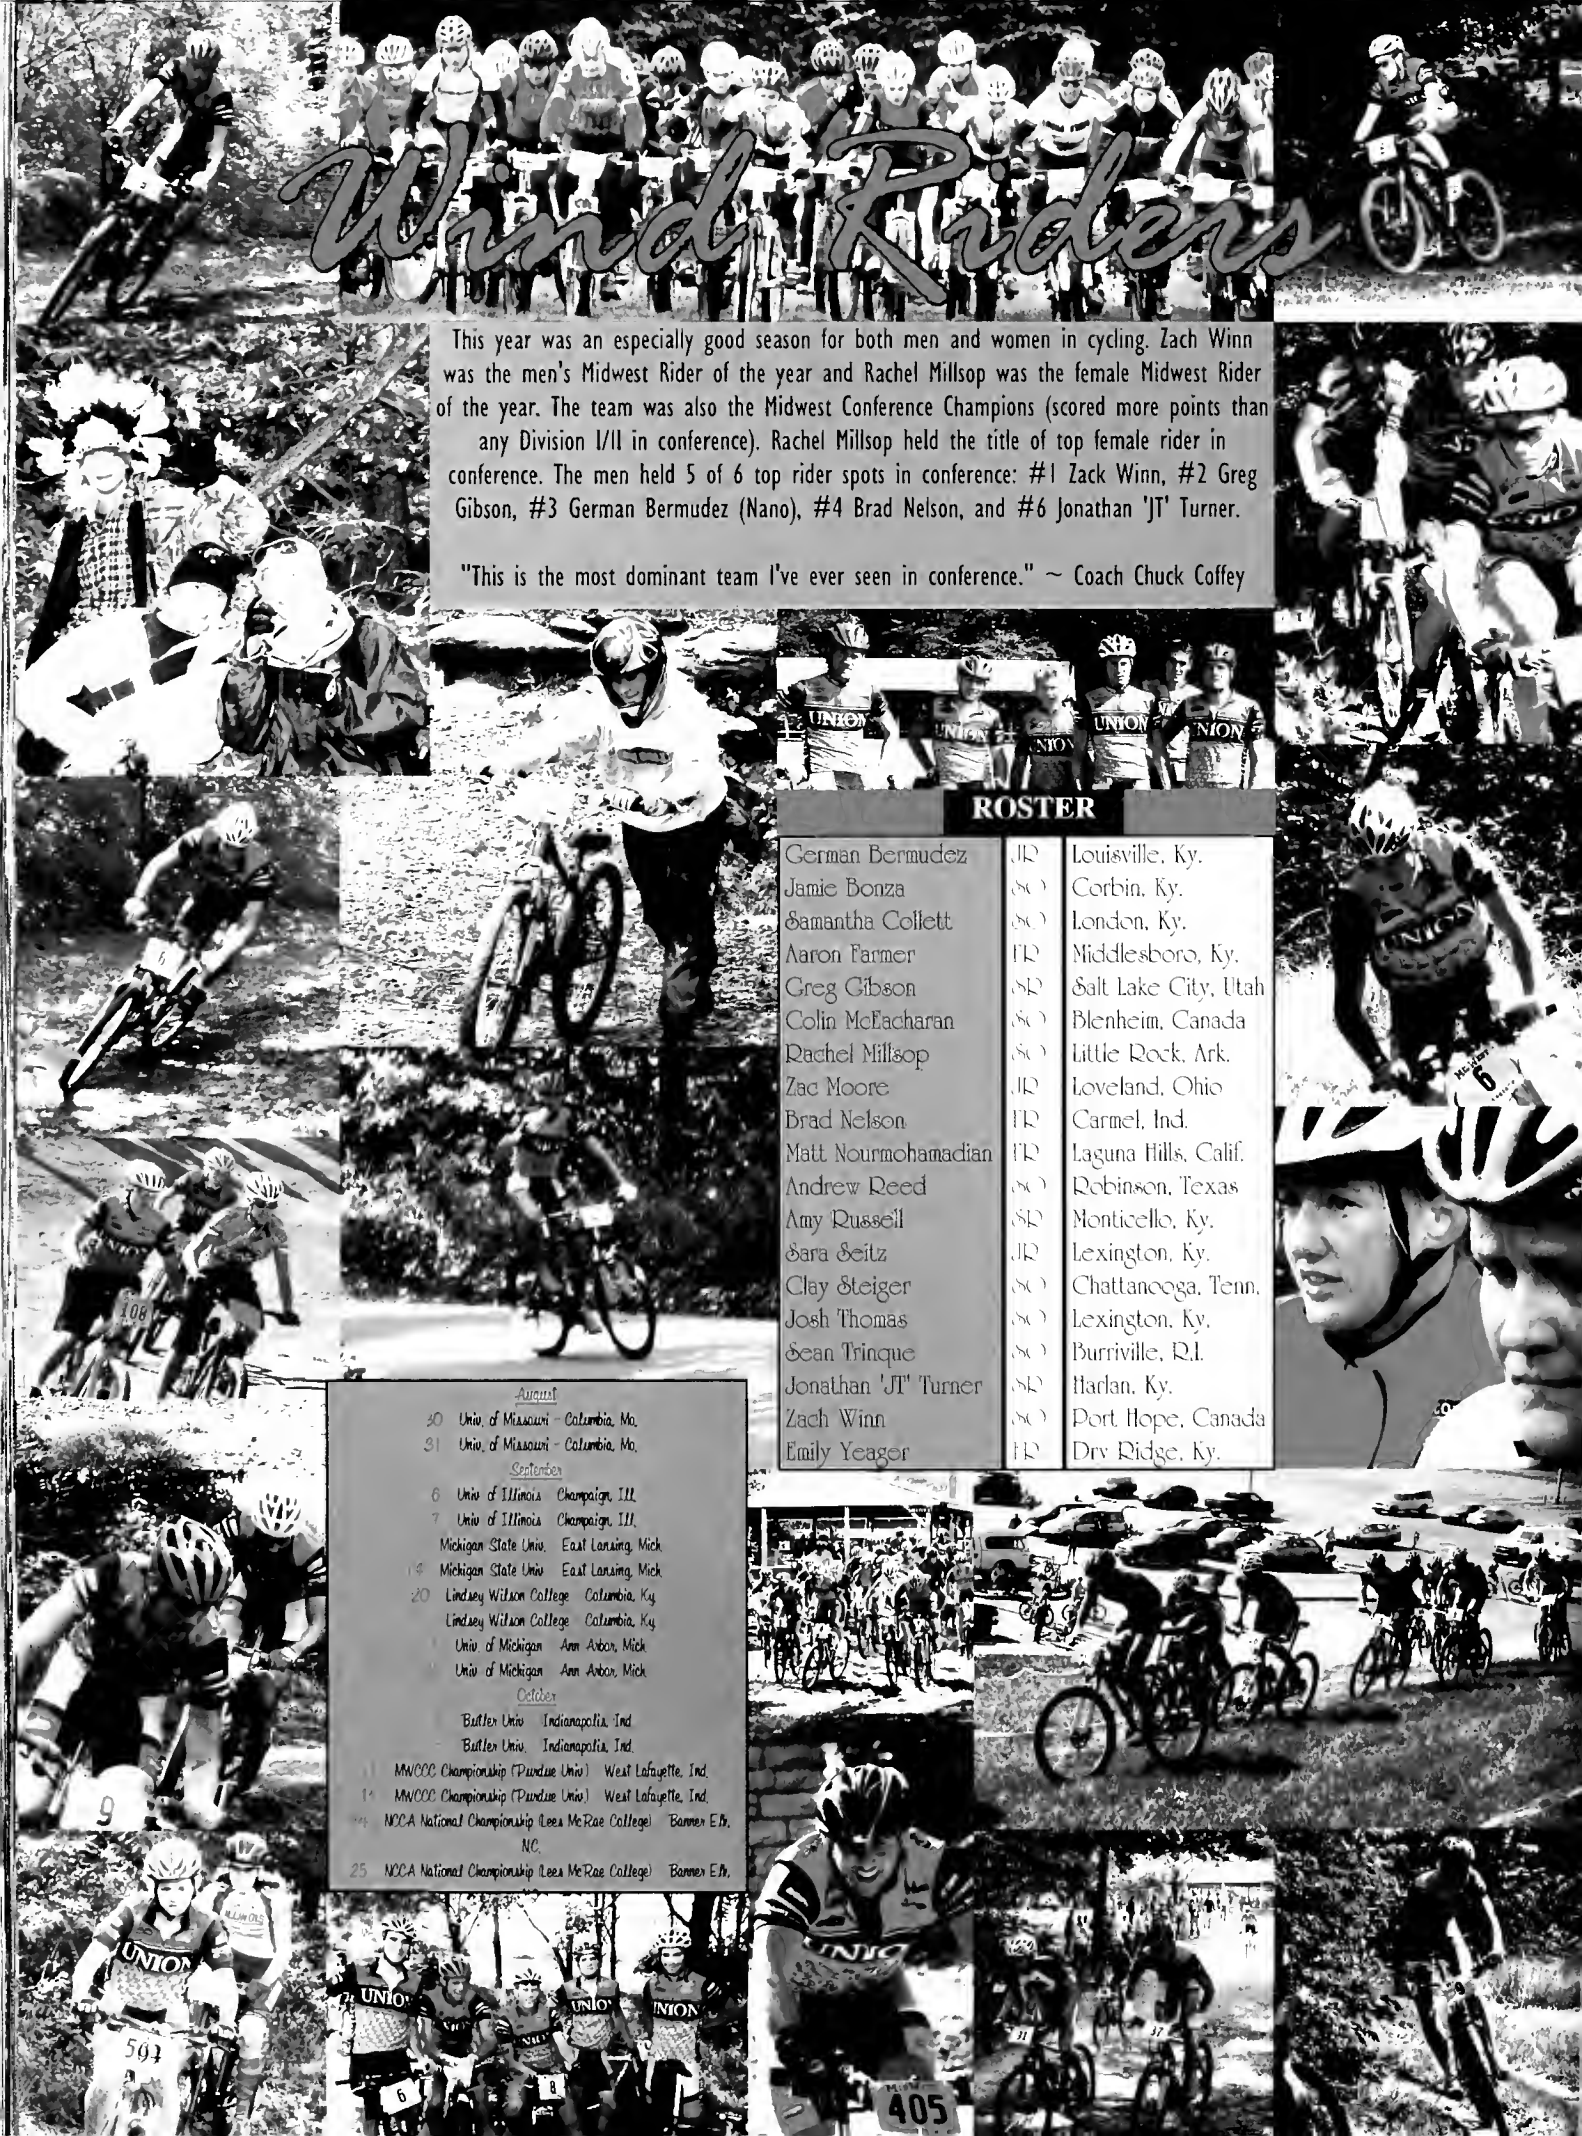 Wind Riders
This year was an especially good season for both men and women in cycling. Zach Winn
was the men's Midwest Rider of the year and Rachel Millsop was the female Midwest Rider
of the year. The team was also the Midwest Conference Champions (scored more points than
any Division I/II in conference). Rachel Millsop held the title of top female rider in
conference. The men held 5 of 6 top rider spots in conference: #1 Zack Winn, #2 Greg
Gibson, #3 German Bermudez (Nano), #4 Brad Nelson, and #6 Jonathan 'JT' Turner.
"This is the most dominant team I've ever seen in conference." ~ Coach Chuck Coffey
UNION
UNION
UNION
NION
ROSTER
German Bermudez JR Louisville, Ky.
Jamie Bonza SO Corbin, Ky.
Samantha Collett SO London, Ky.
Aaron Farmer FR Middlesboro, Ky.
Greg Gibson SR Salt Lake City, Utah
Colin McEacharan SO Blenheim, Canada
Rachel Millsop SO Little Rock, Ark.
Zac Moore JR Loveland, Ohio
Brad Nelson FR Carmel, Ind.
Matt Nourmohamadian FR Laguna Hills, Calif.
Andrew Reed SO Robinson, Texas
Amy Russell SR Monticello, Ky.
Sara Seitz JR Lexington, Ky.
Clay Steiger SO Chattanooga, Tenn.
Josh Thomas SO Lexington, Ky.
Sean Trinque SO Burriville, R.I.
Jonathan 'JT' Turner SR Harlan, Ky.
Zach Winn SO Port Hope, Canada
Emily Yeager FR Dry Ridge, Ky.
UNION
6
108
August
30 Univ. of Missouri - Columbia, Mo.
31 Univ. of Missouri - Columbia, Mo.
September
6 Univ of Illinois Champaign, Ill.
7 Univ of Illinois Champaign, Ill.
Michigan State Univ. East Lansing, Mich.
14 Michigan State Univ East Lansing, Mich.
20 Lindsey Wilson College Columbia, Ky.
Lindsey Wilson College Columbia, Ky.
Univ. of Michigan Ann Arbor, Mich.
Univ. of Michigan Ann Arbor, Mich.
October
Butler Univ Indianapolis, Ind
Butler Univ. Indianapolis, Ind.
MWCCC Championship (Purdue Univ.) West Lafayette, Ind.
MWCCC Championship (Purdue Univ.) West Lafayette, Ind.
NCCA National Championship (Lees McRae College) Banner Elk,
N.C.
25 NCCA National Championship (Lees McRae College) Banner Elk,
9
UNION
ILLINOIS
594
UNIO
UNION
UNION
UNION
6
8
UNIO
405
31
37